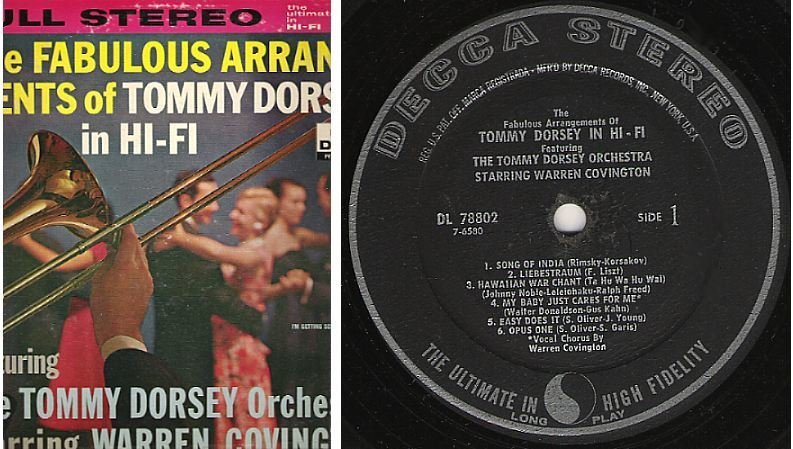 ULL STEREO
the ultimate
in
HI-FI
e FABULOUS ARRAN
ENTS of TOMMY DORS
in HI-FI
D
I'M GETTING SE
turing
e TOMMY DORSEY Orche
arring WARREN COVING
DECCA STEREO
REG. U.S. PAT. OFF. MARCA REGISTRADA • MFR'D BY DECCA RECORDS, INC., NEW YORK, U.S.A.
The
Fabulous Arrangements Of
TOMMY DORSEY IN HI-FI
Featuring
THE TOMMY DORSEY ORCHESTRA
STARRING WARREN COVINGTON
DL 78802
7-6580
SIDE 1
1. SONG OF INDIA (Rimsky-Korsakov)
2. LIEBESTRAUM (F. Liszt)
3. HAWAIIAN WAR CHANT (Ta Hu Wa Hu Wai)
(Johnny Noble-Leleiohaku-Ralph Freed)
4. MY BABY JUST CARES FOR ME*
(Walter Donaldson-Gus Kahn)
5. EASY DOES IT (S. Oliver-J. Young)
6. OPUS ONE (S. Oliver-S. Garis)
*Vocal Chorus By
Warren Covington
THE ULTIMATE IN HIGH FIDELITY
LONG PLAY